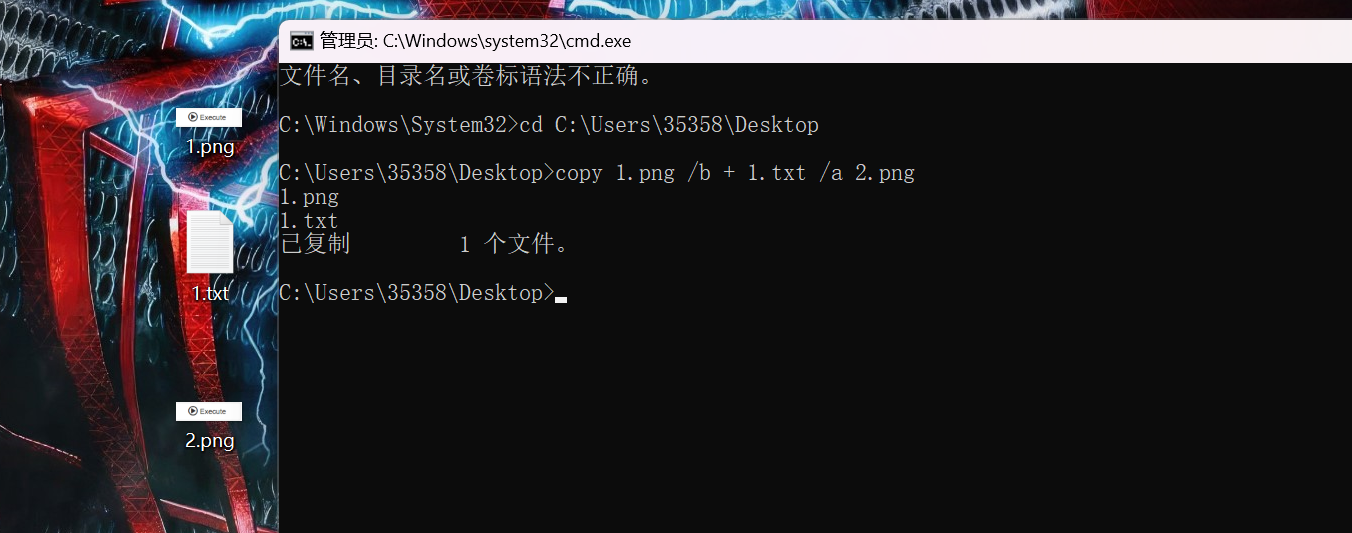 管理员: C:\Windows\system32\cmd.exe
文件名、目录名或卷标语法不正确。
C:\Windows\System32>cd C:\Users\35358\Desktop
C:\Users\35358\Desktop>copy 1.png /b + 1.txt /a 2.png
1.png
1.txt
已复制         1 个文件。
C:\Users\35358\Desktop>
Execute
1.png
1.txt
Execute
2.png